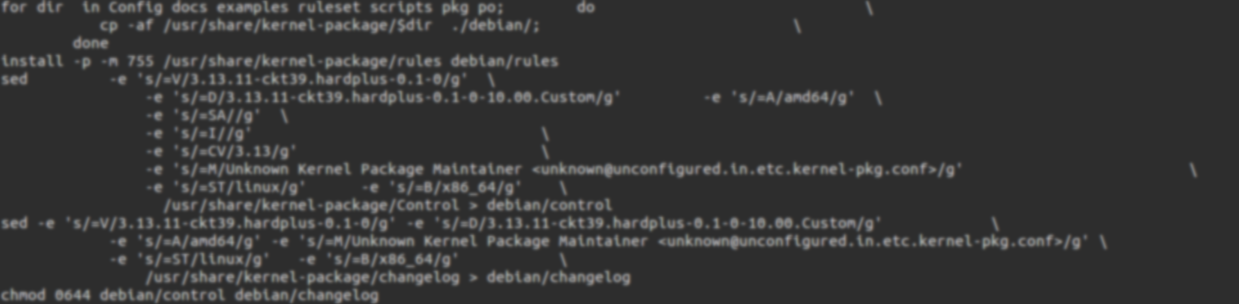 for dir  in Config docs examples ruleset scripts pkg po;        do                              \
           cp -af /usr/share/kernel-package/$dir  ./debian/;                            \
        done
install -p -m 755 /usr/share/kernel-package/rules debian/rules
sed         -e 's/=V/3.13.11-ckt39.hardplus-0.1-0/g'  \
                -e 's/=D/3.13.11-ckt39.hardplus-0.1-0-10.00.Custom/g'         -e 's/=A/amd64/g'  \
                -e 's/=SA//g'  \
                -e 's/=I//g'                                \
                -e 's/=CV/3.13/g'                           \
                -e 's/=M/Unknown Kernel Package Maintainer <unknown@unconfigured.in.etc.kernel-pkg.conf>/g'                         \
                -e 's/=ST/linux/g'      -e 's/=B/x86_64/g'    \
                  /usr/share/kernel-package/Control > debian/control
sed -e 's/=V/3.13.11-ckt39.hardplus-0.1-0/g' -e 's/=D/3.13.11-ckt39.hardplus-0.1-0-10.00.Custom/g'            \
            -e 's/=A/amd64/g' -e 's/=M/Unknown Kernel Package Maintainer <unknown@unconfigured.in.etc.kernel-pkg.conf>/g' \
            -e 's/=ST/linux/g'   -e 's/=B/x86_64/g'           \
                /usr/share/kernel-package/changelog > debian/changelog
chmod 0644 debian/control debian/changelog